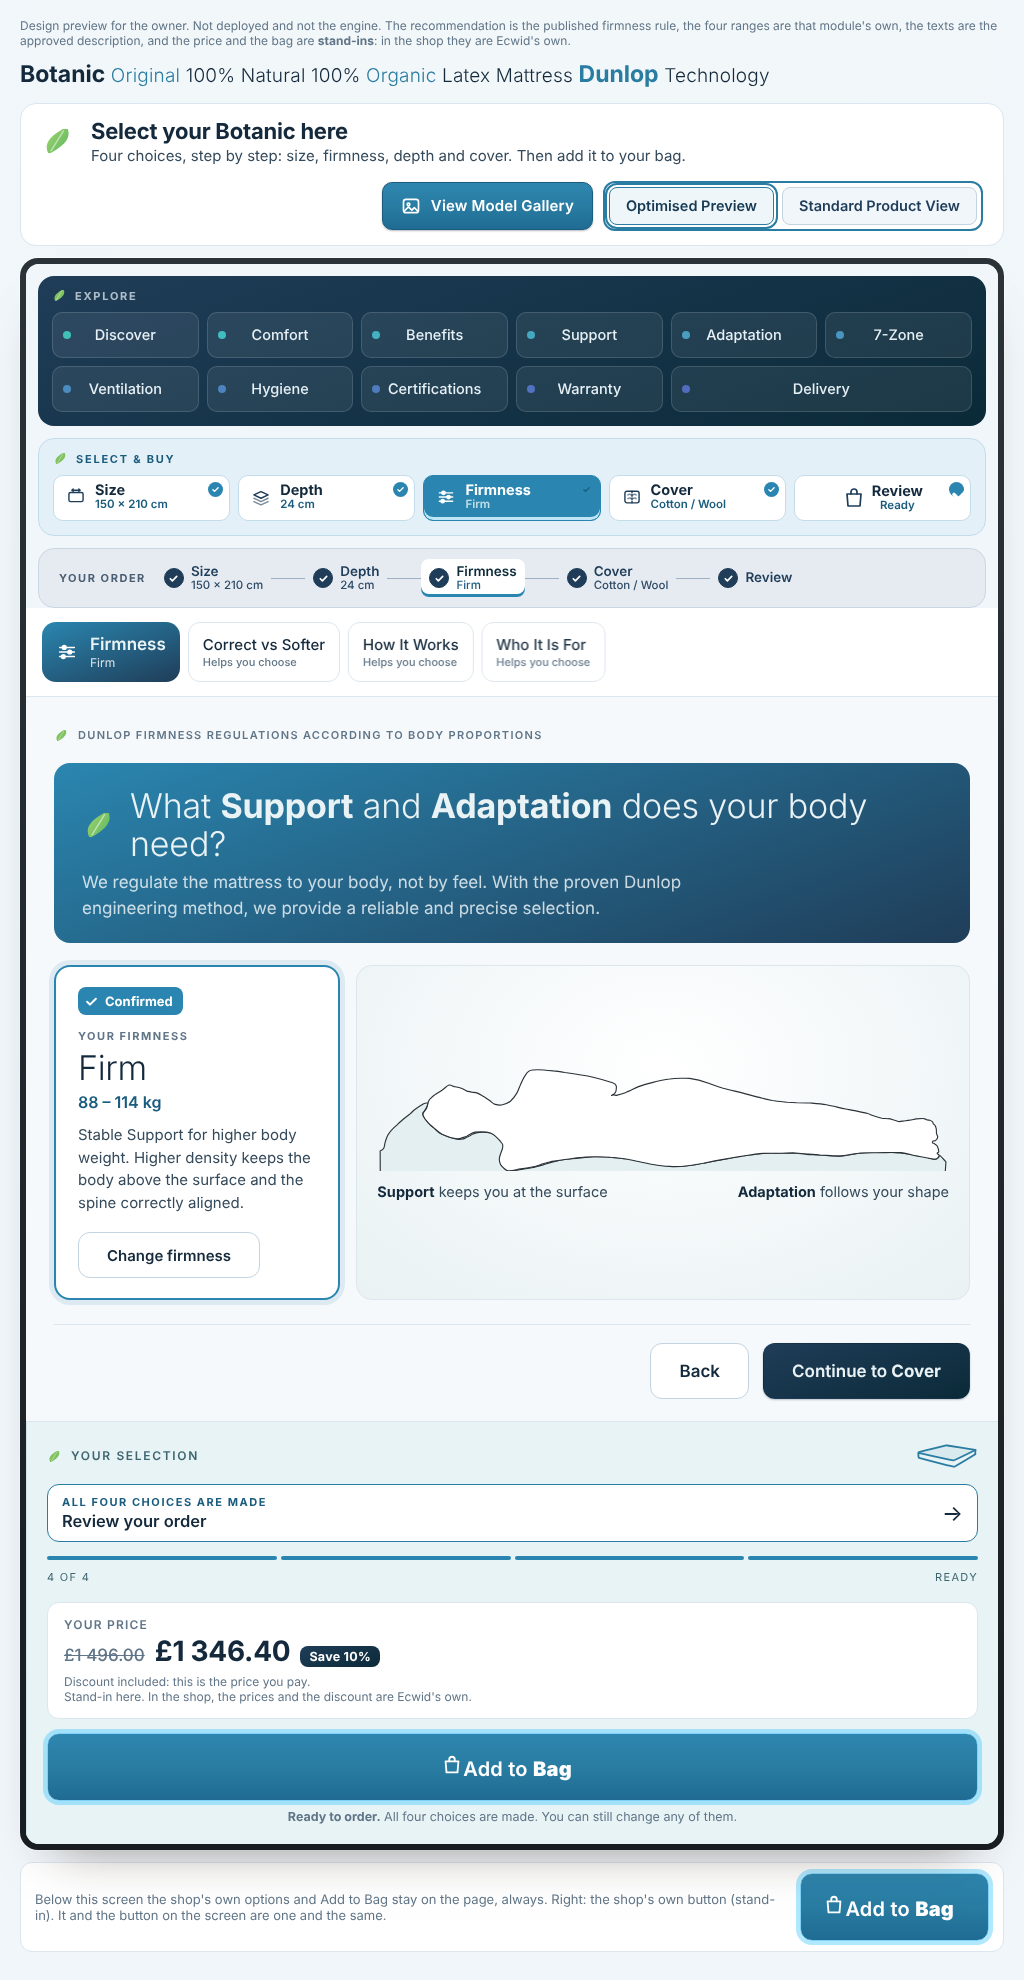 Design preview for the owner. Not deployed and not the engine. The recommendation is the published firmness rule, the four ranges are that module's own, the texts are the
approved description, and the price and the bag are stand-ins: in the shop they are Ecwid's own.
Botanic Original 100% Natural 100% Organic Latex Mattress Dunlop Technology
Select your Botanic here
Four choices, step by step: size, firmness, depth and cover. Then add it to your bag.
View Model Gallery
Optimised Preview
Standard Product View
EXPLORE
Discover
Comfort
Benefits
Support
Adaptation
7-Zone
Ventilation
Hygiene
Certifications
Warranty
Delivery
SELECT & BUY
Size
150 × 210 cm
Depth
24 cm
Firmness
Firm
Cover
Cotton / Wool
Review
Ready
YOUR ORDER
Size
150 × 210 cm
Depth
24 cm
Firmness
Firm
Cover
Cotton / Wool
Review
Firmness
Firm
Correct vs Softer
Helps you choose
How It Works
Helps you choose
Who It Is For
Helps you choose
DUNLOP FIRMNESS REGULATIONS ACCORDING TO BODY PROPORTIONS
What Support and Adaptation does your body
need?
We regulate the mattress to your body, not by feel. With the proven Dunlop
engineering method, we provide a reliable and precise selection.
Confirmed
YOUR FIRMNESS
Firm
88 – 114 kg
Stable Support for higher body
weight. Higher density keeps the
body above the surface and the
spine correctly aligned.
Change firmness
Support keeps you at the surface
Adaptation follows your shape
Back
Continue to Cover
YOUR SELECTION
ALL FOUR CHOICES ARE MADE
Review your order
4 OF 4
READY
YOUR PRICE
£1 496.00 £1 346.40 Save 10%
Discount included: this is the price you pay.
Stand-in here. In the shop, the prices and the discount are Ecwid's own.
Add to Bag
Ready to order. All four choices are made. You can still change any of them.
Below this screen the shop's own options and Add to Bag stay on the page, always. Right: the shop's own button (stand-
in). It and the button on the screen are one and the same.
Add to Bag